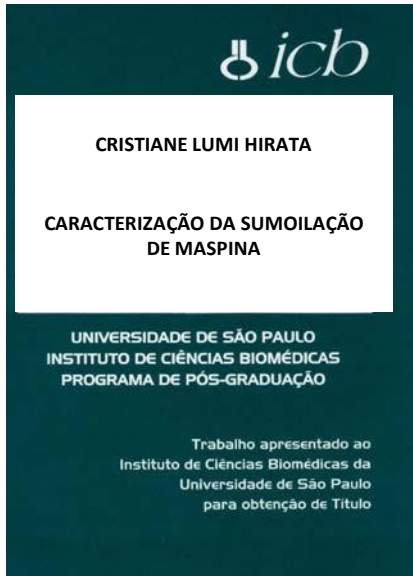 icb
CRISTIANE LUMI HIRATA
CARACTERIZAÇÃO DA SUMOILAÇÃO
DE MASPINA
UNIVERSIDADE DE SÃO PAULO
INSTITUTO DE CIÊNCIAS BIOMÉDICAS
PROGRAMA DE PÓS-GRADUAÇÃO
Trabalho apresentado ao
Instituto de Ciências Biomédicas da
Universidade de São Paulo
para obtenção de Título